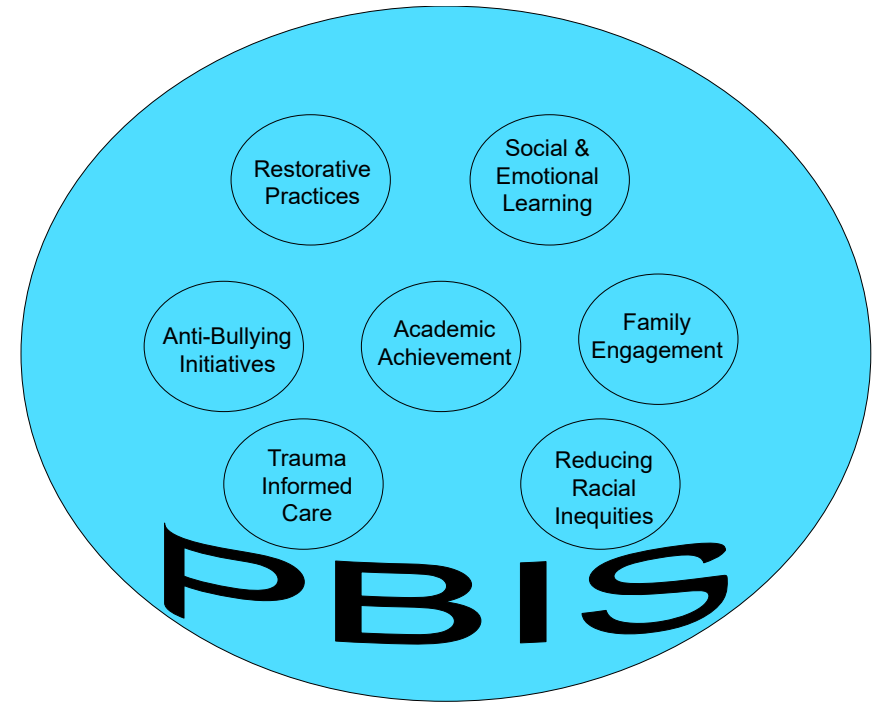 Restorative
Practices
Social &
Emotional
Learning
Anti-Bullying
Initiatives
Academic
Achievement
Family
Engagement
Trauma
Informed
Care
Reducing
Racial
Inequities
PBIS